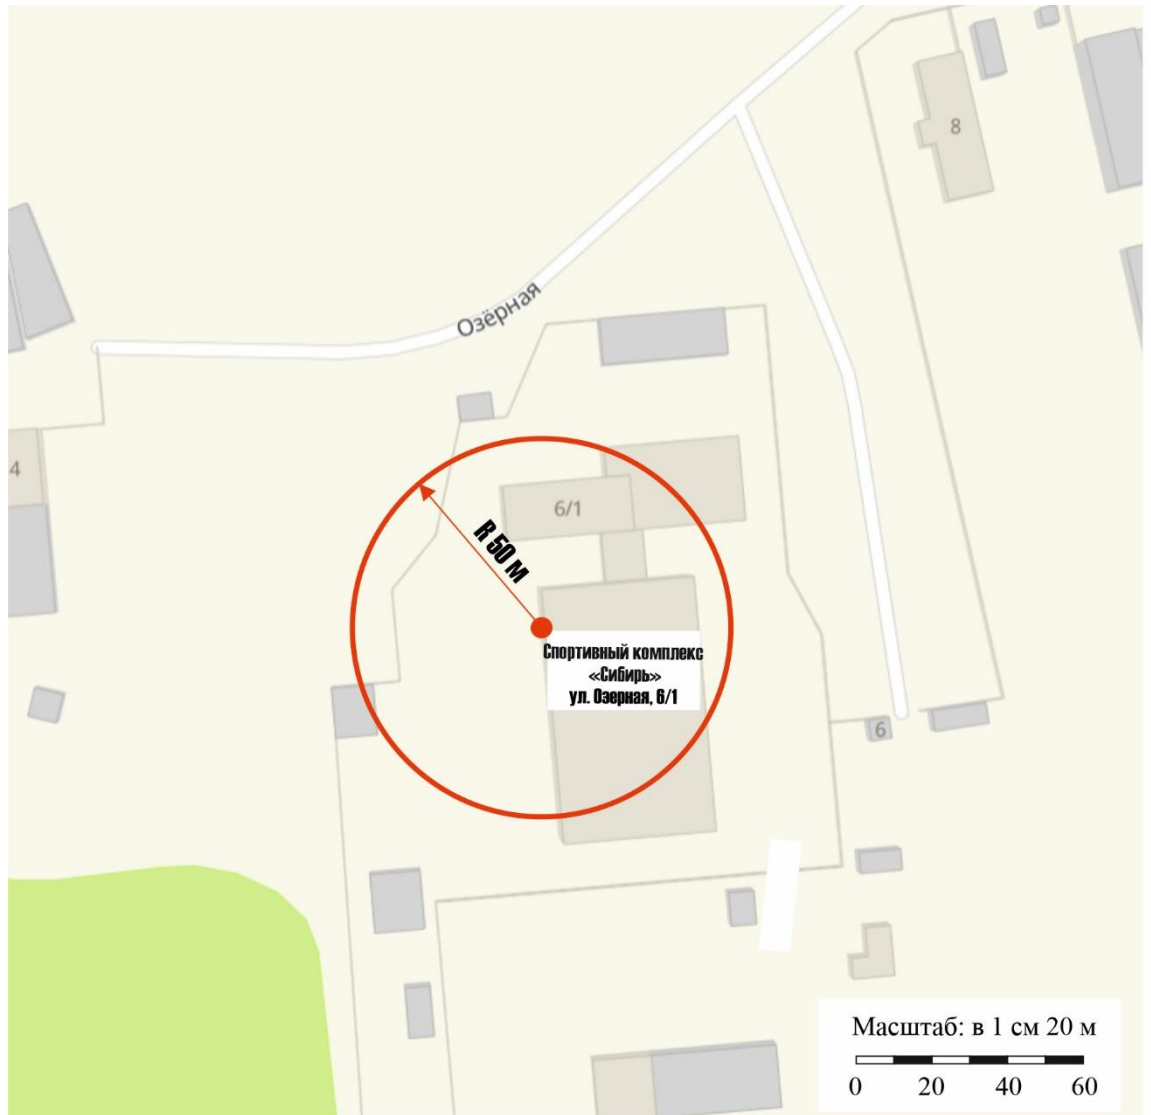 8
Озёрная
4
6/1
R 50 м
Спортивный комплекс
«Сибирь»
ул. Озерная, 6/1
6
Масштаб: в 1 см 20 м
0 20 40 60